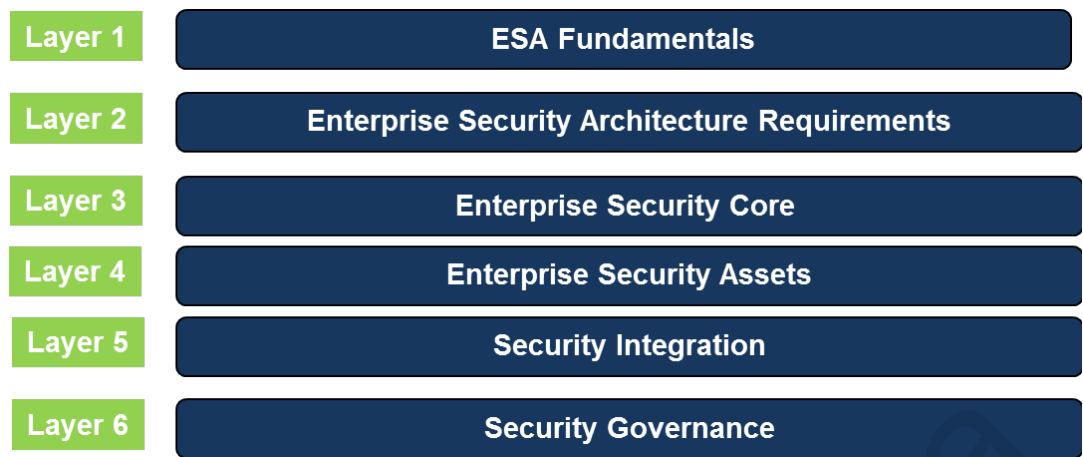 Layer 1 ESA Fundamentals
Layer 2 Enterprise Security Architecture Requirements
Layer 3 Enterprise Security Core
Layer 4 Enterprise Security Assets
Layer 5 Security Integration
Layer 6 Security Governance